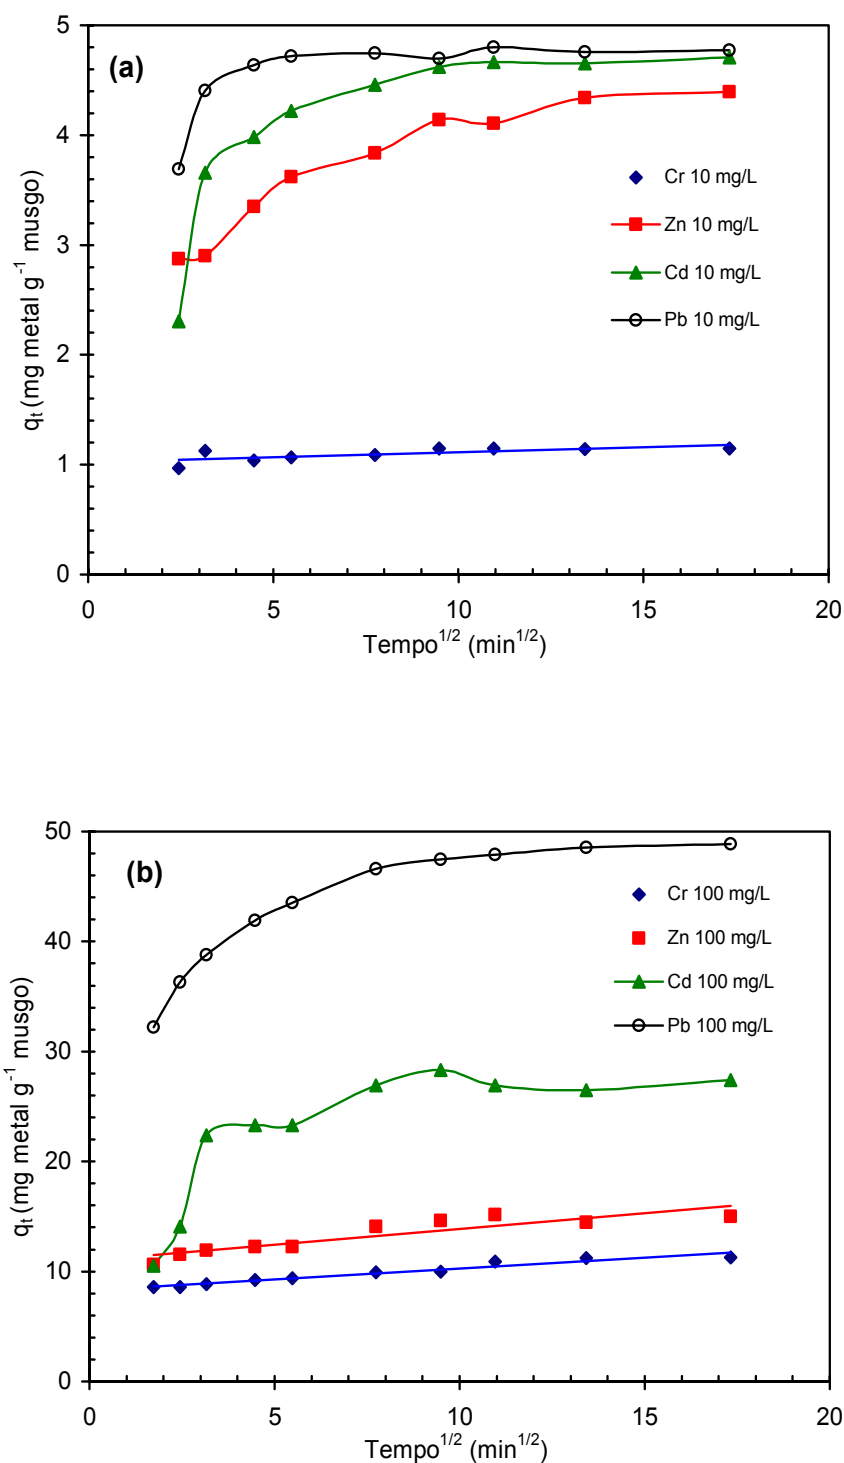 (a)
5
4
3
2
1
0
q_t (mg metal g⁻¹ musgo)
Cr 10 mg/L
Zn 10 mg/L
Cd 10 mg/L
Pb 10 mg/L
0 5 10 15 20
Tempo^1/2 (min^1/2)
(b)
50
40
30
20
10
0
q_t (mg metal g⁻¹ musgo)
Cr 100 mg/L
Zn 100 mg/L
Cd 100 mg/L
Pb 100 mg/L
0 5 10 15 20
Tempo^1/2 (min^1/2)